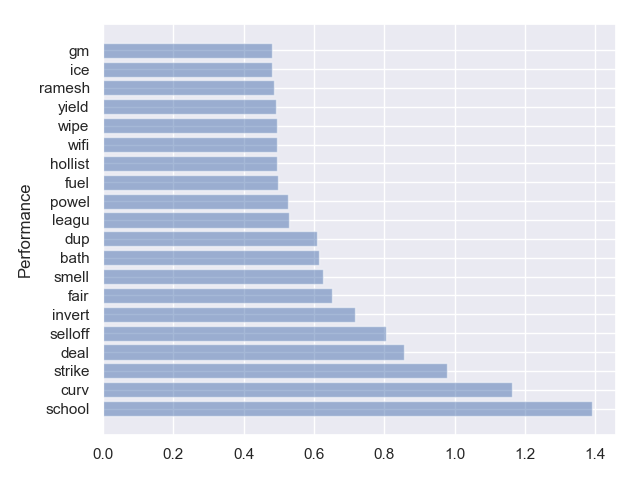 gm
ice
ramesh
yield
wipe
wifi
hollist
fuel
powel
leagu
dup
bath
smell
fair
invert
selloff
deal
strike
curv
school
Performance
0.0 0.2 0.4 0.6 0.8 1.0 1.2 1.4